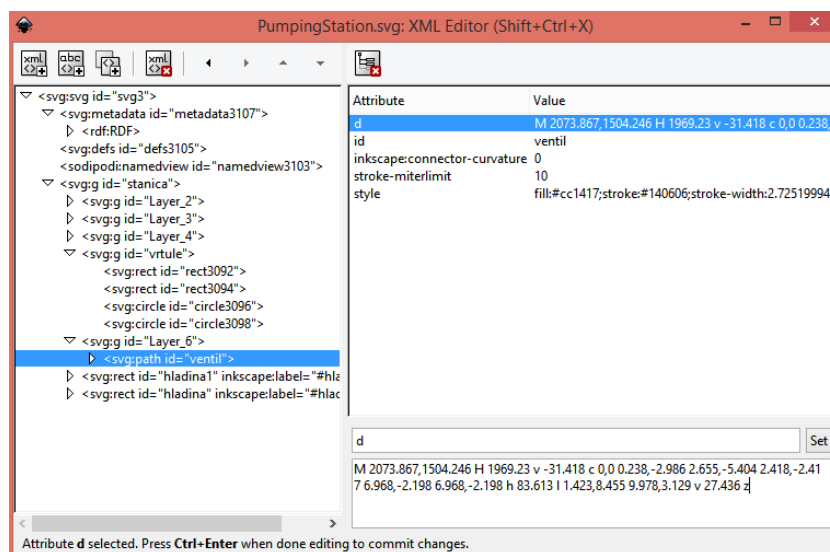 PumpingStation.svg: XML Editor (Shift+Ctrl+X)
xml abc xml
<svg:svg id="svg3">
<svg:metadata id="metadata3107">
<rdf:RDF>
<svg:defs id="defs3105">
<sodipodi:namedview id="namedview3103">
<svg:g id="stanica">
<svg:g id="Layer_2">
<svg:g id="Layer_3">
<svg:g id="Layer_4">
<svg:g id="vrtule">
<svg:rect id="rect3092">
<svg:rect id="rect3094">
<svg:circle id="circle3096">
<svg:circle id="circle3098">
<svg:g id="Layer_6">
<svg:path id="ventil">
<svg:rect id="hladina1" inkscape:label="#hla
<svg:rect id="hladina" inkscape:label="#hlad
Attribute Value
d M 2073.867,1504.246 H 1969.23 v -31.418 c 0,0 0.238,
id ventil
inkscape:connector-curvature 0
stroke-miterlimit 10
style fill:#cc1417;stroke:#140606;stroke-width:2.72519994
d Set
M 2073.867,1504.246 H 1969.23 v -31.418 c 0,0 0.238,-2.986 2.655,-5.404 2.418,-2.41
7 6.968,-2.198 6.968,-2.198 h 83.613 l 1.423,8.455 9.978,3.129 v 27.436 z
Attribute d selected. Press Ctrl+Enter when done editing to commit changes.